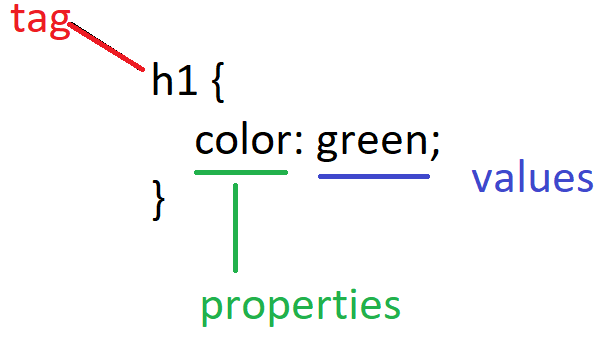 tag
h1 {
color: green;
values
}
properties